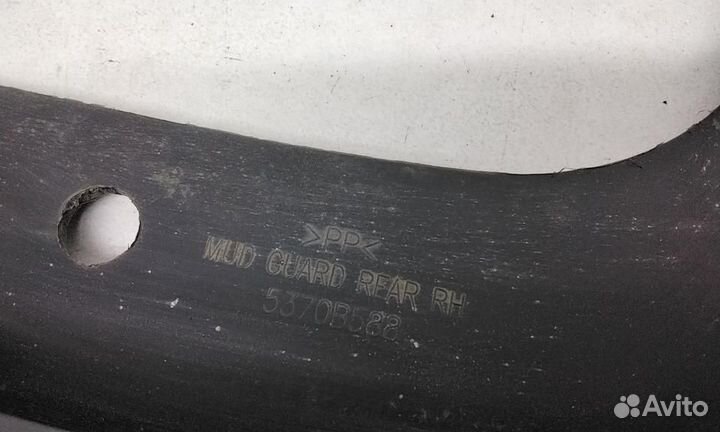 >PP<
MUD GUARD REAR RH
5370B588
Avito